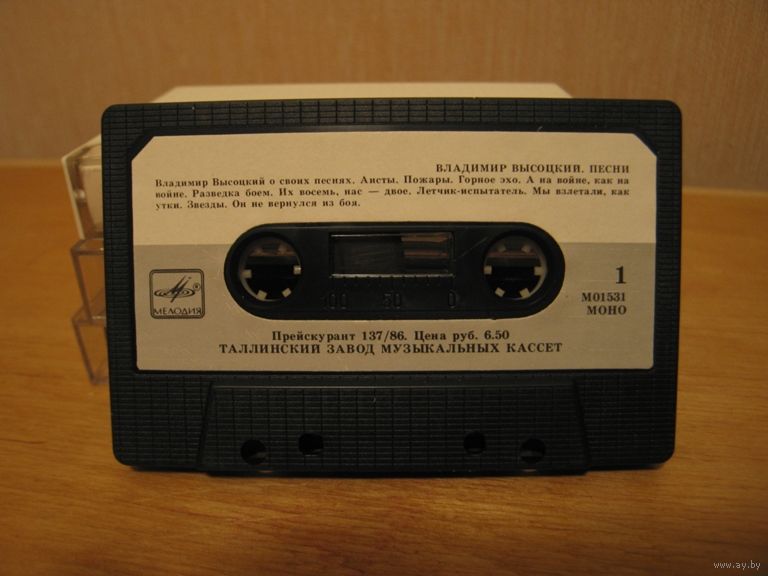 ВЛАДИМИР ВЫСОЦКИЙ. ПЕСНИ
Владимир Высоцкий о своих песнях. Аисты. Пожары. Горное эхо. А на войне, как на
войне. Разведка боем. Их восемь, нас — двое. Летчик-испытатель. Мы взлетали, как
утки. Звезды. Он не вернулся из боя.
МЕЛОДИЯ
100 50 0
1
М01531
МОНО
Прейскурант 137/86. Цена руб. 6.50
ТАЛЛИНСКИЙ ЗАВОД МУЗЫКАЛЬНЫХ КАССЕТ
www.ay.by